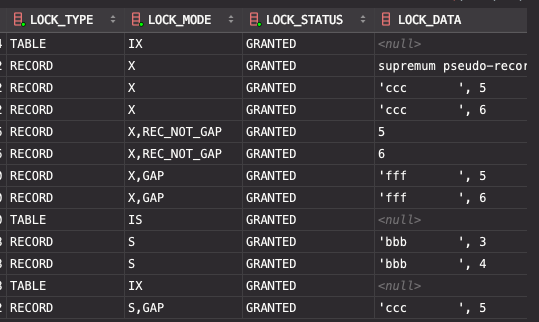 LOCK_TYPE LOCK_MODE LOCK_STATUS LOCK_DATA
TABLE IX GRANTED <null>
RECORD X GRANTED supremum pseudo-recor
RECORD X GRANTED 'ccc       ', 5
RECORD X GRANTED 'ccc       ', 6
RECORD X,REC_NOT_GAP GRANTED 5
RECORD X,REC_NOT_GAP GRANTED 6
RECORD X,GAP GRANTED 'fff       ', 5
RECORD X,GAP GRANTED 'fff       ', 6
TABLE IS GRANTED <null>
RECORD S GRANTED 'bbb       ', 3
RECORD S GRANTED 'bbb       ', 4
TABLE IX GRANTED <null>
RECORD S,GAP GRANTED 'ccc       ', 5